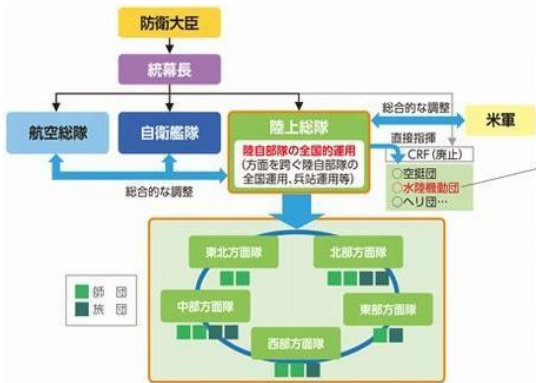 防衛大臣
統幕長
航空総隊
自衛艦隊
陸上総隊
陸自部隊の全国的運用
(方面を跨ぐ陸自部隊の
全国運用、兵站運用等)
総合的な調整
米軍
直接指揮
CRF(廃止)
○空挺団
○水陸機動団
○ヘリ団…
総合的な調整
東北方面隊
北部方面隊
中部方面隊
東部方面隊
西部方面隊
師団
旅団